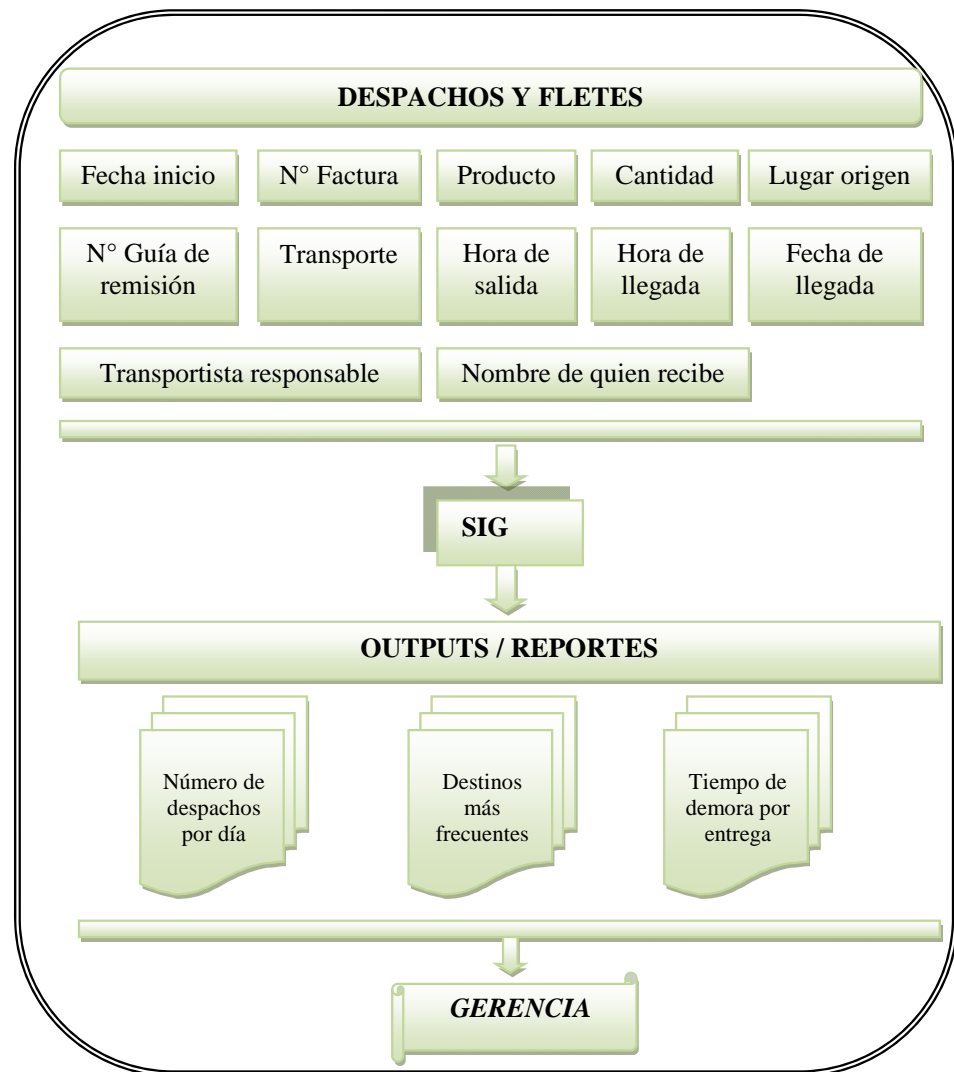 DESPACHOS Y FLETES
Fecha inicio
N° Factura
Producto
Cantidad
Lugar origen
N° Guía de
remisión
Transporte
Hora de
salida
Hora de
llegada
Fecha de
llegada
Transportista responsable
Nombre de quien recibe
SIG
OUTPUTS / REPORTES
Número de
despachos
por día
Destinos
más
frecuentes
Tiempo de
demora por
entrega
GERENCIA